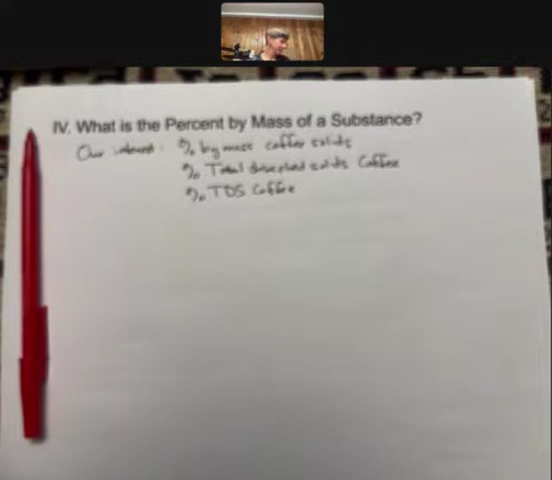 IV. What is the Percent by Mass of a Substance?
Our interest: % by mass coffee solids
% Total dissolved solids Coffee
% TDS Coffee